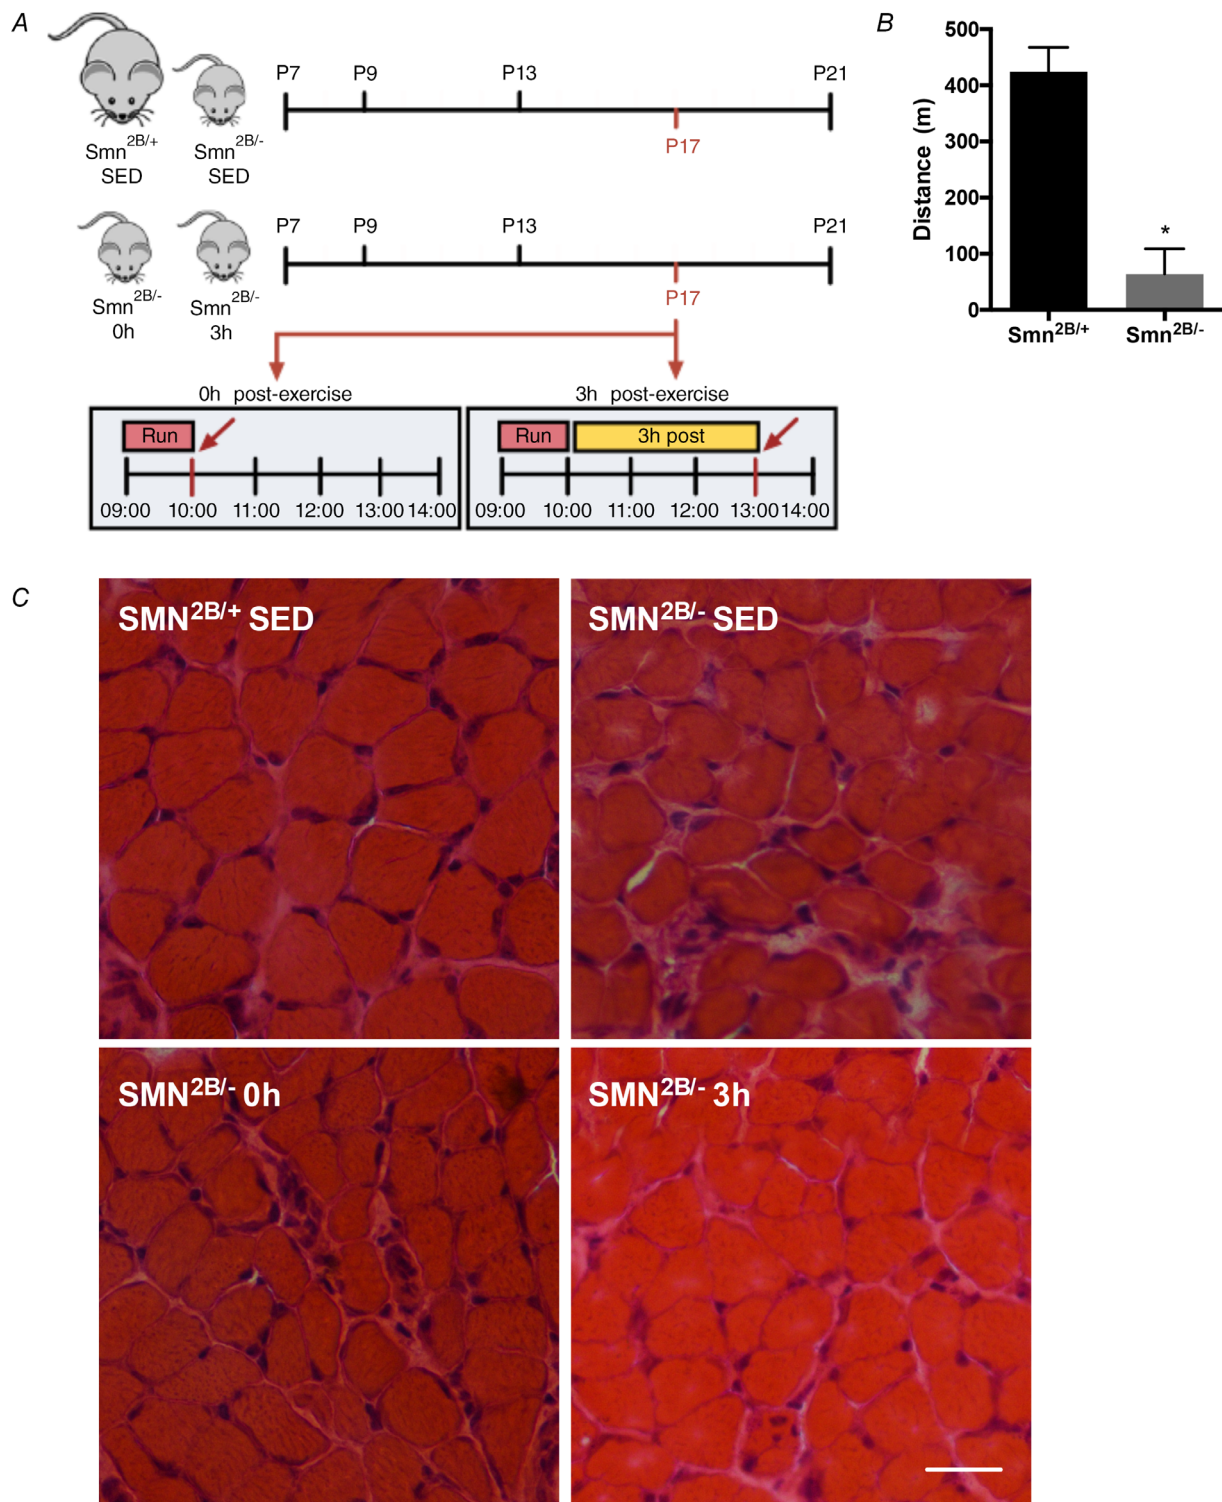 A
P7 P9 P13 P21
P17
Smn2B/+ SED
Smn2B/- SED
P7 P9 P13 P21
P17
Smn2B/- 0h
Smn2B/- 3h
0h post-exercise
Run
09:00 10:00 11:00 12:00 13:00 14:00
3h post-exercise
Run 3h post
09:00 10:00 11:00 12:00 13:00 14:00
B
Distance (m)
500
400
300
200
100
0
*
Smn2B/+ Smn2B/-
C
SMN2B/+ SED
SMN2B/- SED
SMN2B/- 0h
SMN2B/- 3h